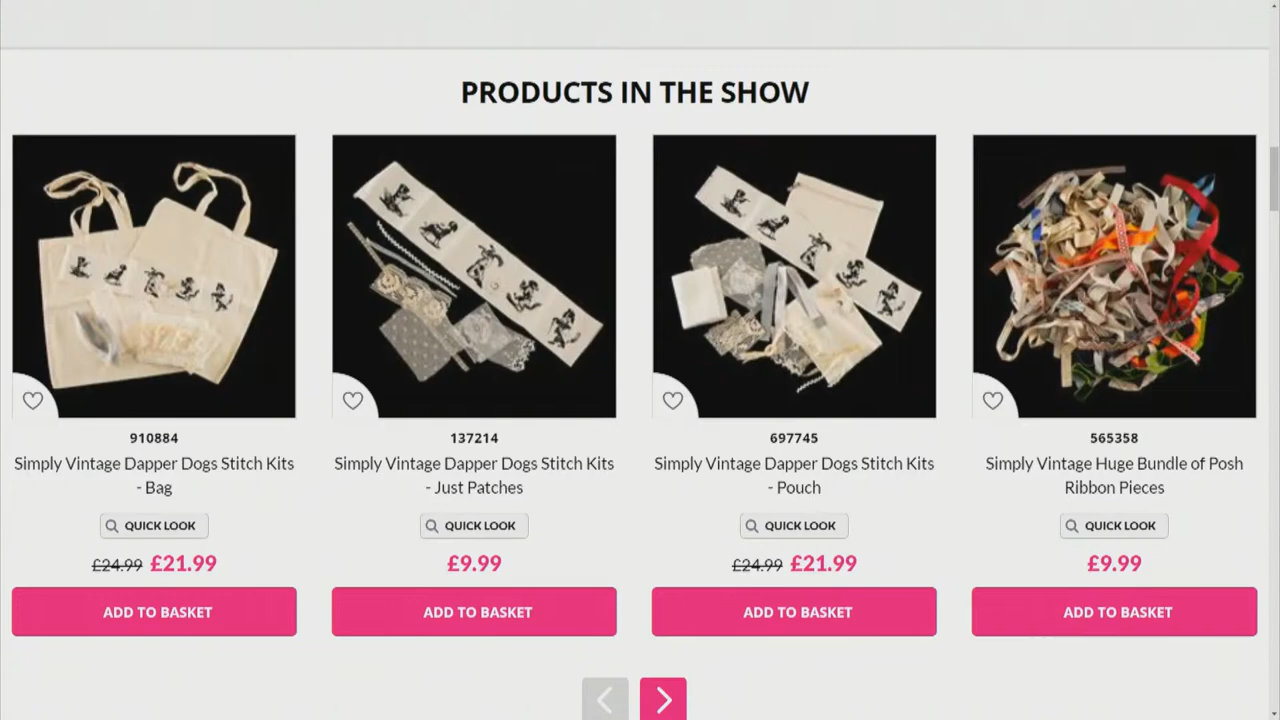 PRODUCTS IN THE SHOW
910884
Simply Vintage Dapper Dogs Stitch Kits
- Bag
QUICK LOOK
£24.99 £21.99
ADD TO BASKET
137214
Simply Vintage Dapper Dogs Stitch Kits
- Just Patches
QUICK LOOK
£9.99
ADD TO BASKET
697745
Simply Vintage Dapper Dogs Stitch Kits
- Pouch
QUICK LOOK
£24.99 £21.99
ADD TO BASKET
565358
Simply Vintage Huge Bundle of Posh
Ribbon Pieces
QUICK LOOK
£9.99
ADD TO BASKET